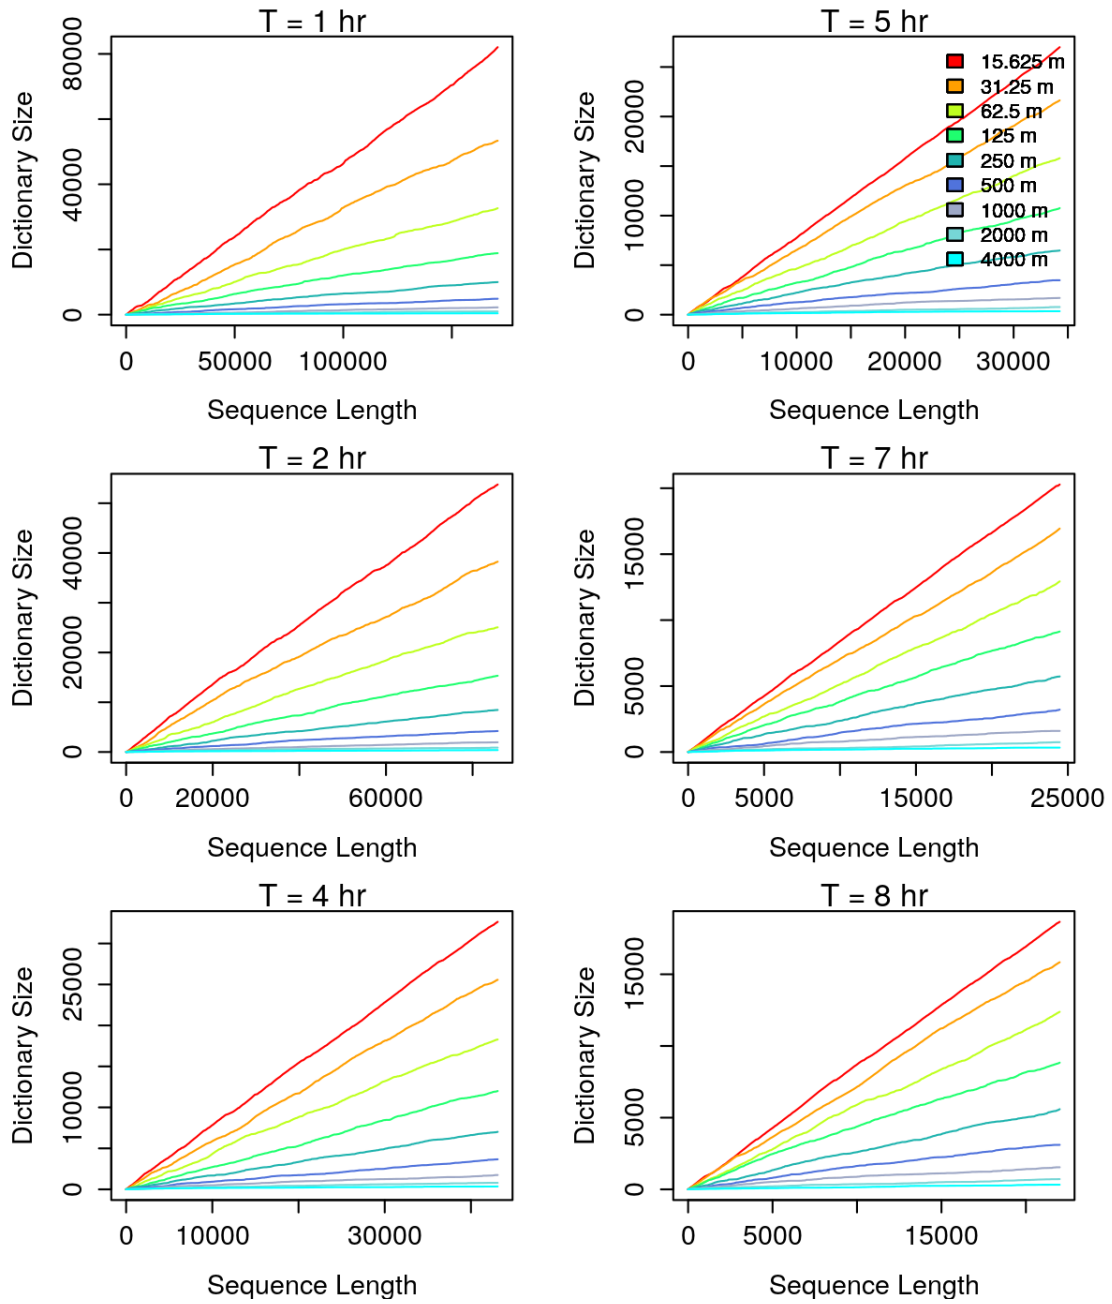 T = 1 hr
Dictionary Size
0
40000
80000
0
50000
100000
Sequence Length
T = 5 hr
Dictionary Size
0
10000
20000
0
10000
20000
30000
Sequence Length
15.625 m
31.25 m
62.5 m
125 m
250 m
500 m
1000 m
2000 m
4000 m
T = 2 hr
Dictionary Size
0
20000
40000
0
20000
60000
Sequence Length
T = 7 hr
Dictionary Size
0
5000
15000
0
5000
15000
25000
Sequence Length
T = 4 hr
Dictionary Size
0
10000
25000
0
10000
30000
Sequence Length
T = 8 hr
Dictionary Size
0
5000
15000
0
5000
15000
Sequence Length